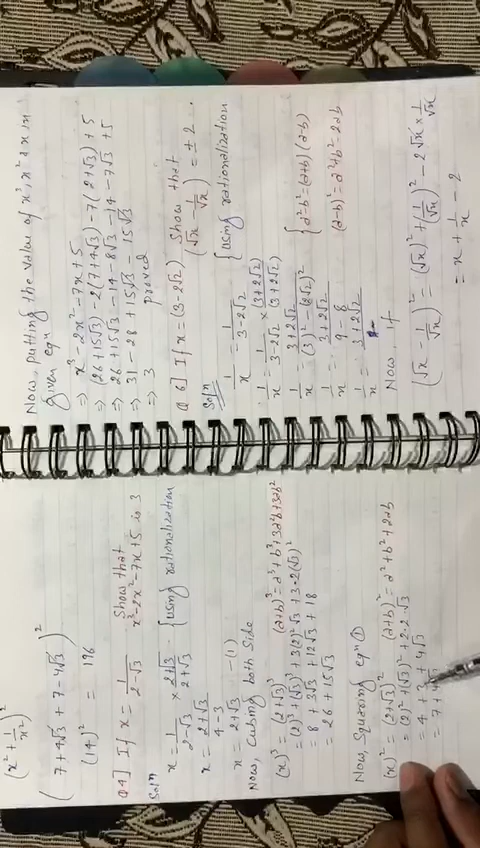 (x² + 1/x²)²
(7+4√3 + 7-4√3)²
(14)² = 196
Q 4] If x = 1/(2-√3) Show that
x³-2x²-7x+5 is 3
Solⁿ
x = 1/(2-√3) × (2+√3)/(2+√3) {using rationalization
x = (2+√3)/(4-3)
x = 2+√3 -(1)
Now, Cubing both Side
(x)³ = (2+√3)³ (a+b)³ = a³+b³+3a²b+3ab²
= (2)³+(√3)³+3(2)²√3+3·2(√3)²
= 8+3√3+12√3+18
= 26+15√3
Now, Squaring eqⁿ ①
(x)² = (2+√3)² (a+b)² = a²+b²+2ab
= (2)²+(√3)²+2·2·√3
= 4+3+4√3
= 7+4√3
Now, putting the value of x³, x² & x in
given eqⁿ
⇒ x³-2x²-7x+5
⇒ (26+15√3)-2(7+4√3)-7(2+√3)+5
⇒ 26+15√3-14-8√3-14-7√3+5
⇒ 31-28+15√3-15√3
⇒ 3 proved
Q 6] If x = (3-2√2), Show that
(√x - 1/√x) = ±2.
Solⁿ
1/x = 1/(3-2√2) {using rationalization
1/x = 1/(3-2√2) × (3+2√2)/(3+2√2)
1/x = (3+2√2)/((3)²-(2√2)²) {a²-b²=(a+b)(a-b)
1/x = (3+2√2)/(9-8) (a-b)²=a²+b²-2ab
1/x = 3+2√2
Now, if
(√x - 1/√x)² = (√x)²+(1/√x)²-2√x×1/√x
= x + 1/x - 2